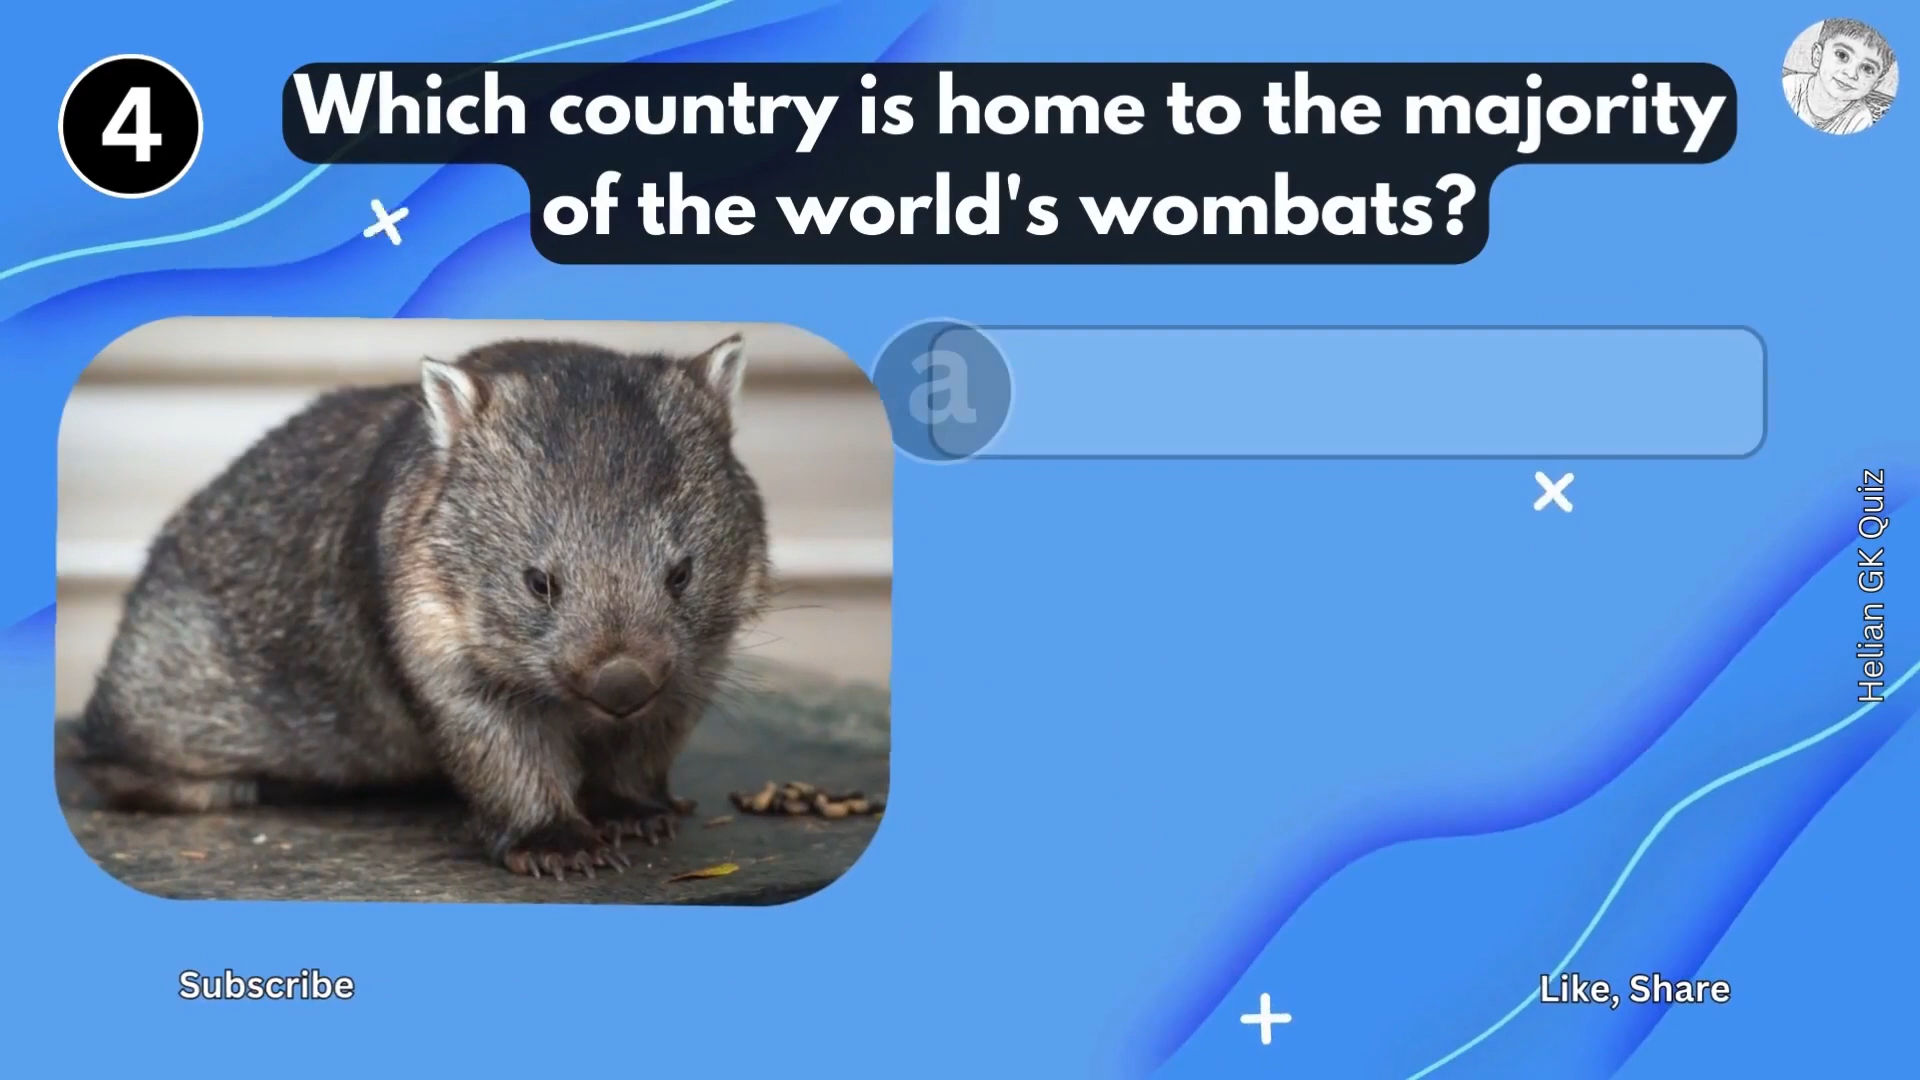 4
Which country is home to the majority
of the world's wombats?
a
Helian GK Quiz
Subscribe
Like, Share